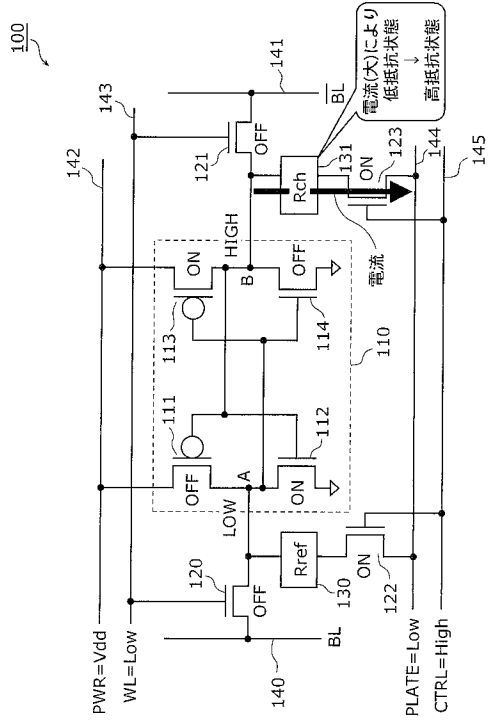 100
142
143
141
PWR=Vdd
WL=Low
120
OFF
140
BL
LOW
A
111
OFF
112
ON
113
ON
HIGH
B
114
OFF
110
121
OFF
BL
Rref
130
ON
122
Rch
131
ON
123
電流
電流(大)により
低抵抗状態
↓
高抵抗状態
144
145
PLATE=Low
CTRL=High